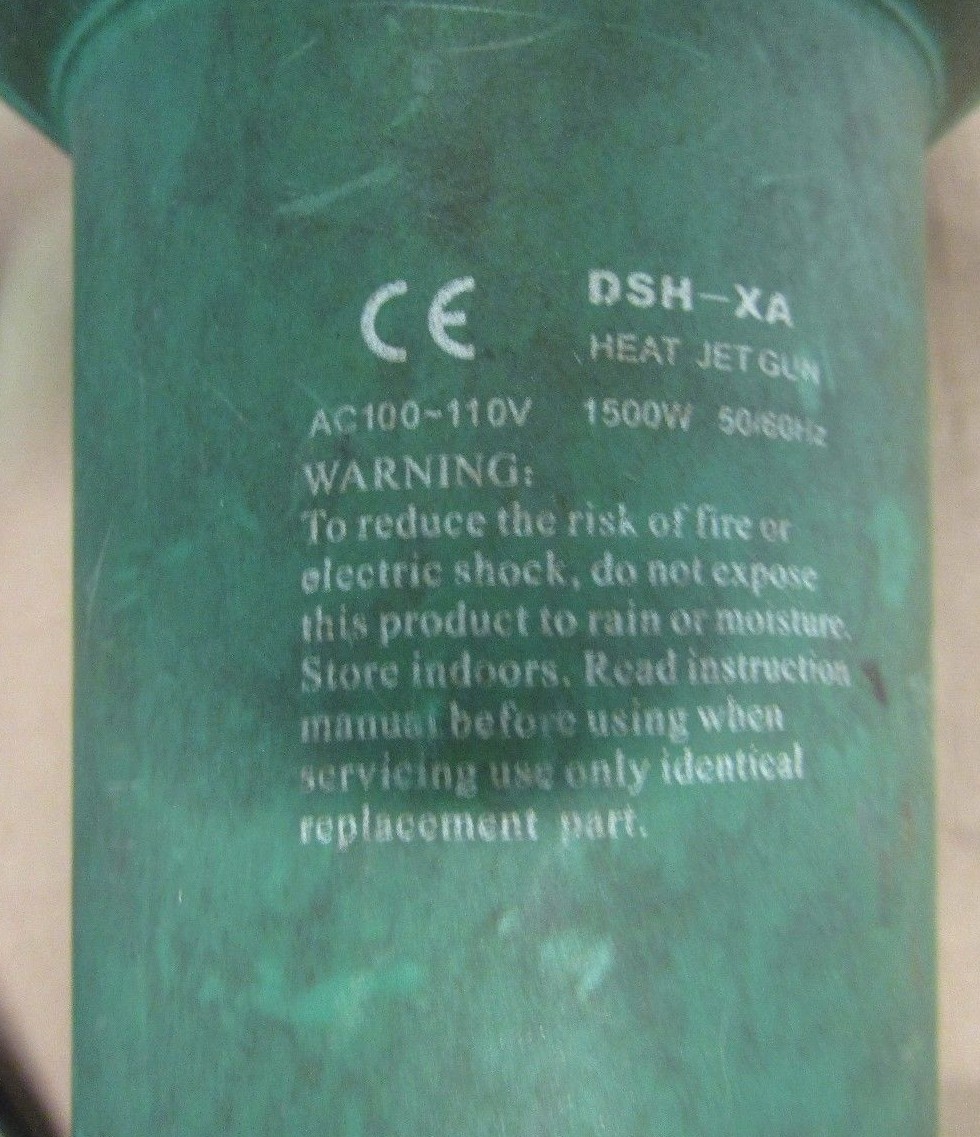 CE DSH-XA
HEAT JET GUN
AC100~110V 1500W 50/60Hz
WARNING:
To reduce the risk of fire or
electric shock, do not expose
this product to rain or moisture.
Store indoors. Read instruction
manual before using when
servicing use only identical
replacement part.